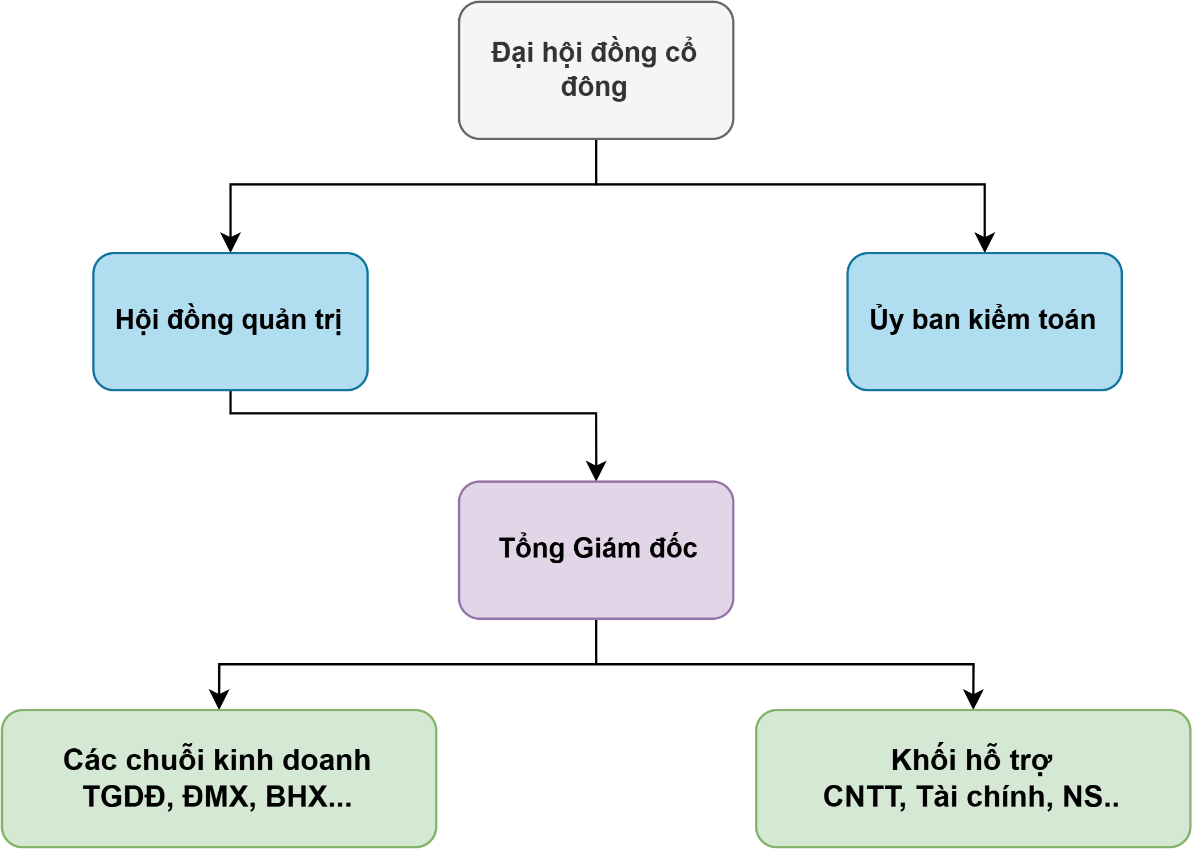 Đại hội đồng cổ
đông
Hội đồng quản trị
Ủy ban kiểm toán
Tổng Giám đốc
Các chuỗi kinh doanh
TGDĐ, ĐMX, BHX...
Khối hỗ trợ
CNTT, Tài chính, NS..